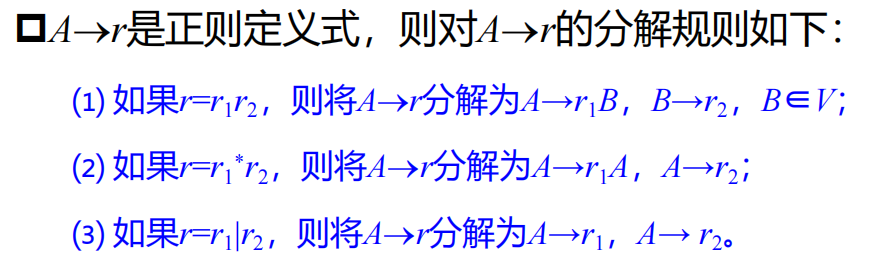 ❑A→r是正则定义式，则对A→r的分解规则如下：
⑴ 如果r=r₁r₂，则将A→r分解为A→r₁B，B→r₂，B∈V；
⑵ 如果r=r₁*r₂，则将A→r分解为A→r₁A，A→r₂；
⑶ 如果r=r₁|r₂，则将A→r分解为A→r₁，A→ r₂。